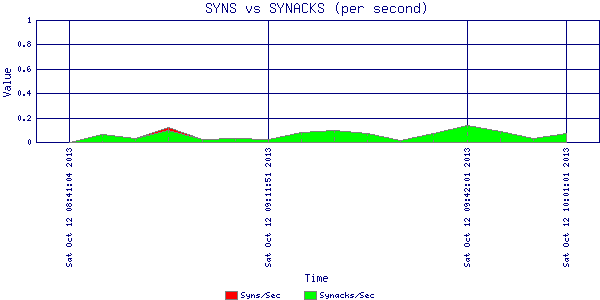 SYNS vs SYNACKS (per second)
Value
1
0.8
0.6
0.4
0.2
0
Sat Oct 12 08:41:04 2013
Sat Oct 12 09:11:51 2013
Sat Oct 12 09:42:01 2013
Sat Oct 12 10:01:01 2013
Time
Syns/Sec
Synacks/Sec